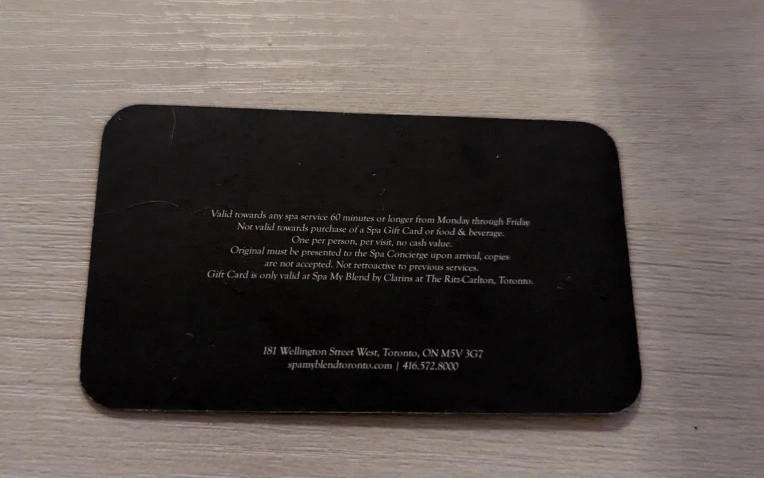 Valid towards any spa service 60 minutes or longer from Monday through Friday
Not valid towards purchase of a Spa Gift Card or food & beverage.
One per person, per visit, no cash value.
Original must be presented to the Spa Concierge upon arrival, copies
are not accepted. Not retroactive to previous services.
Gift Card is only valid at Spa My Blend by Clarins at The Ritz-Carlton, Toronto.
181 Wellington Street West, Toronto, ON M5V 3G7
spamyblendtoronto.com | 416.572.8000